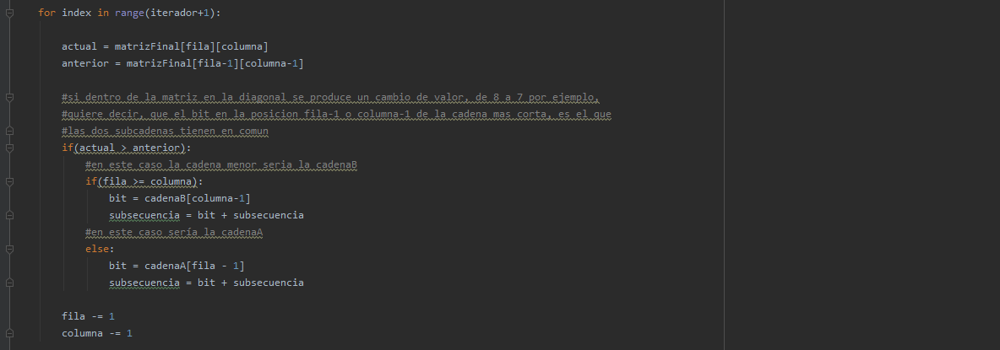 for index in range(iterador+1):
actual = matrizFinal[fila][columna]
anterior = matrizFinal[fila-1][columna-1]
#si dentro de la matriz en la diagonal se produce un cambio de valor, de 8 a 7 por ejemplo,
#quiere decir, que el bit en la posicion fila-1 o columna-1 de la cadena mas corta, es el que
#las dos subcadenas tienen en comun
if(actual > anterior):
#en este caso la cadena menor seria la cadenaB
if(fila >= columna):
bit = cadenaB[columna-1]
subsecuencia = bit + subsecuencia
#en este caso sería la cadenaA
else:
bit = cadenaA[fila - 1]
subsecuencia = bit + subsecuencia
fila -= 1
columna -= 1